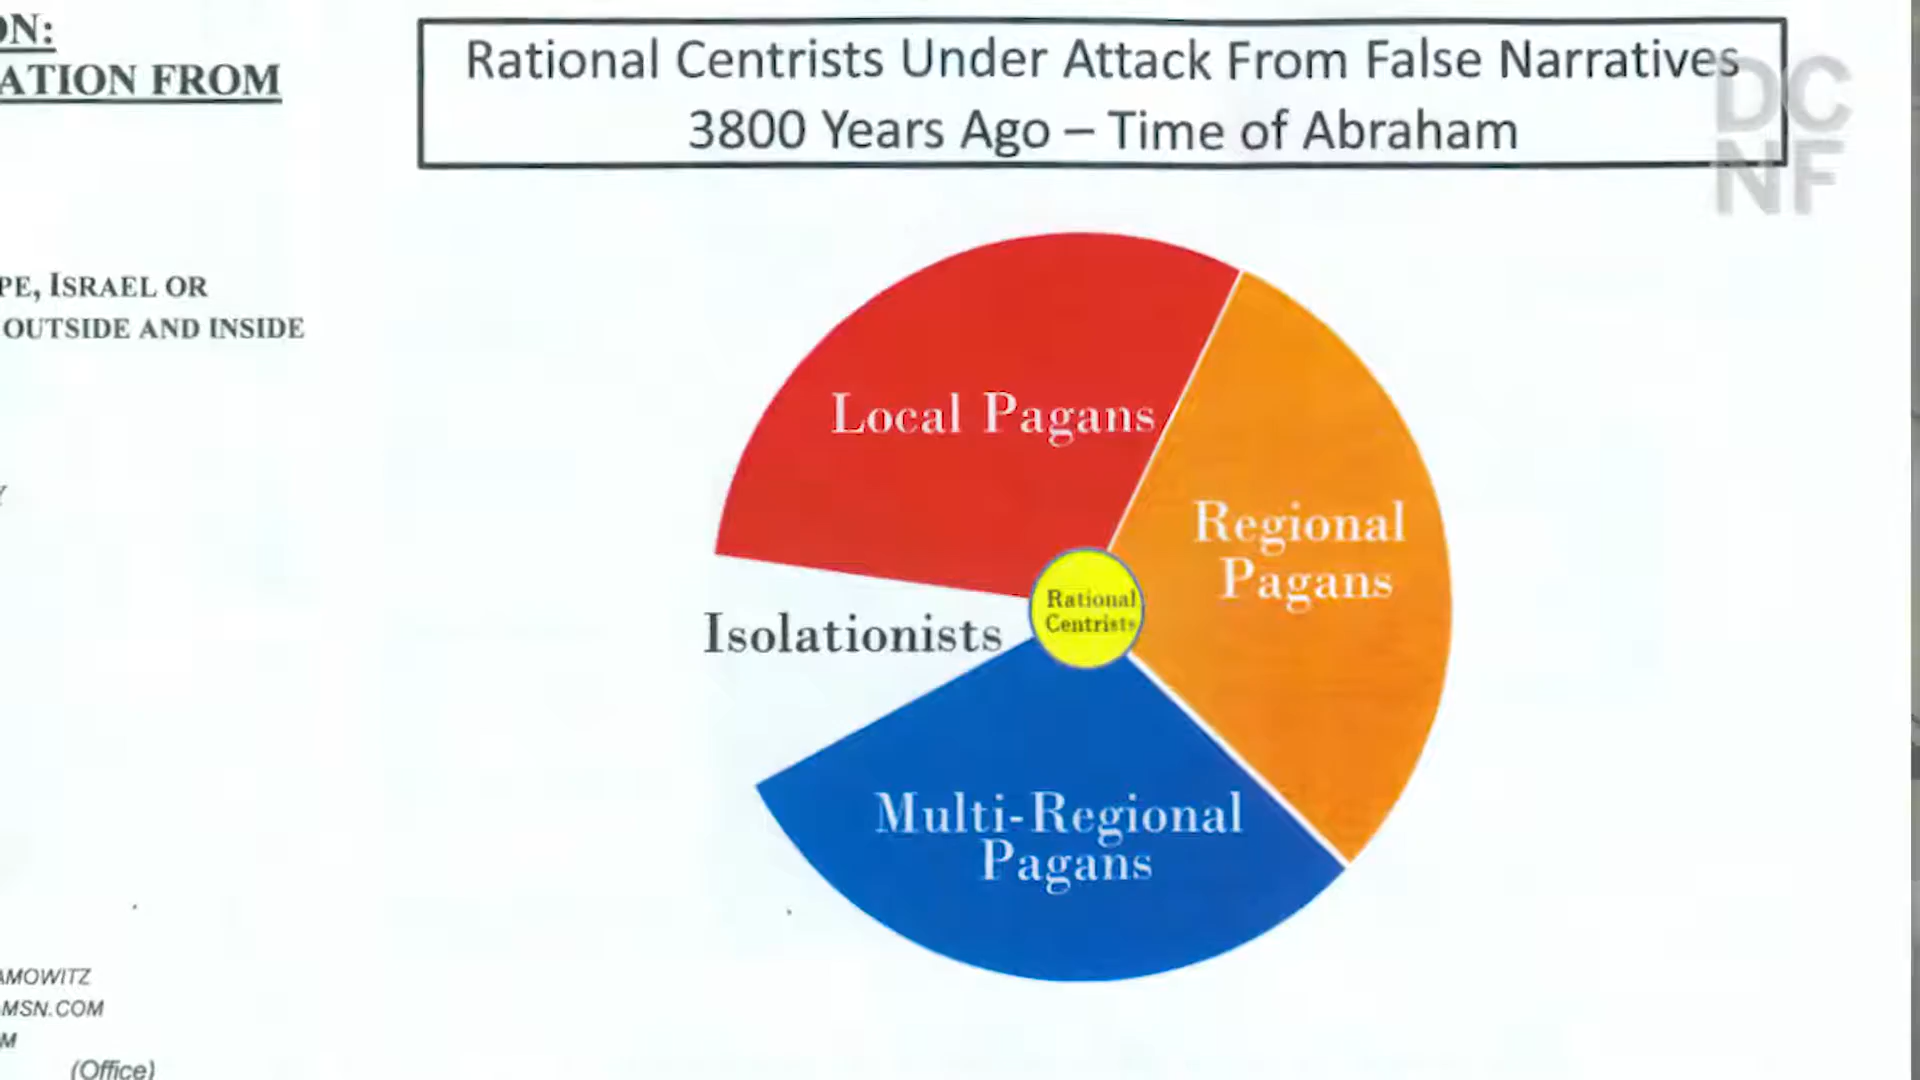 ON:
ATION FROM
PE, ISRAEL OR
OUTSIDE AND INSIDE
Y
AMOWITZ
MSN.COM
M
(Office)
Rational Centrists Under Attack From False Narratives
3800 Years Ago – Time of Abraham
DC
NF
Local Pagans
Regional
Pagans
Isolationists
Rational
Centrists
Multi-Regional
Pagans